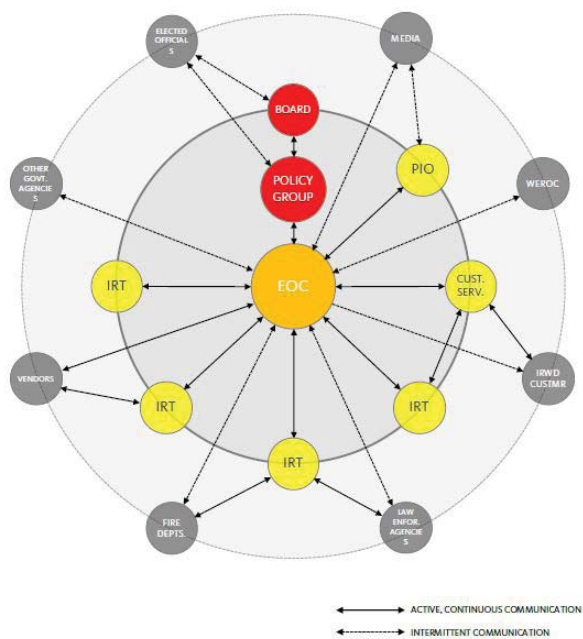 ELECTED
OFFICIAL
S
MEDIA
BOARD
OTHER
GOVT.
AGENCIE
S
POLICY
GROUP
PIO
WEROC
IRT
EOC
CUST.
SERV.
VENDORS
IRT
IRT
IRWD
CUSTMR
IRT
FIRE
DEPTS.
LAW
ENFOR.
AGENCIE
S
ACTIVE, CONTINUOUS COMMUNICATION
INTERMITTENT COMMUNICATION